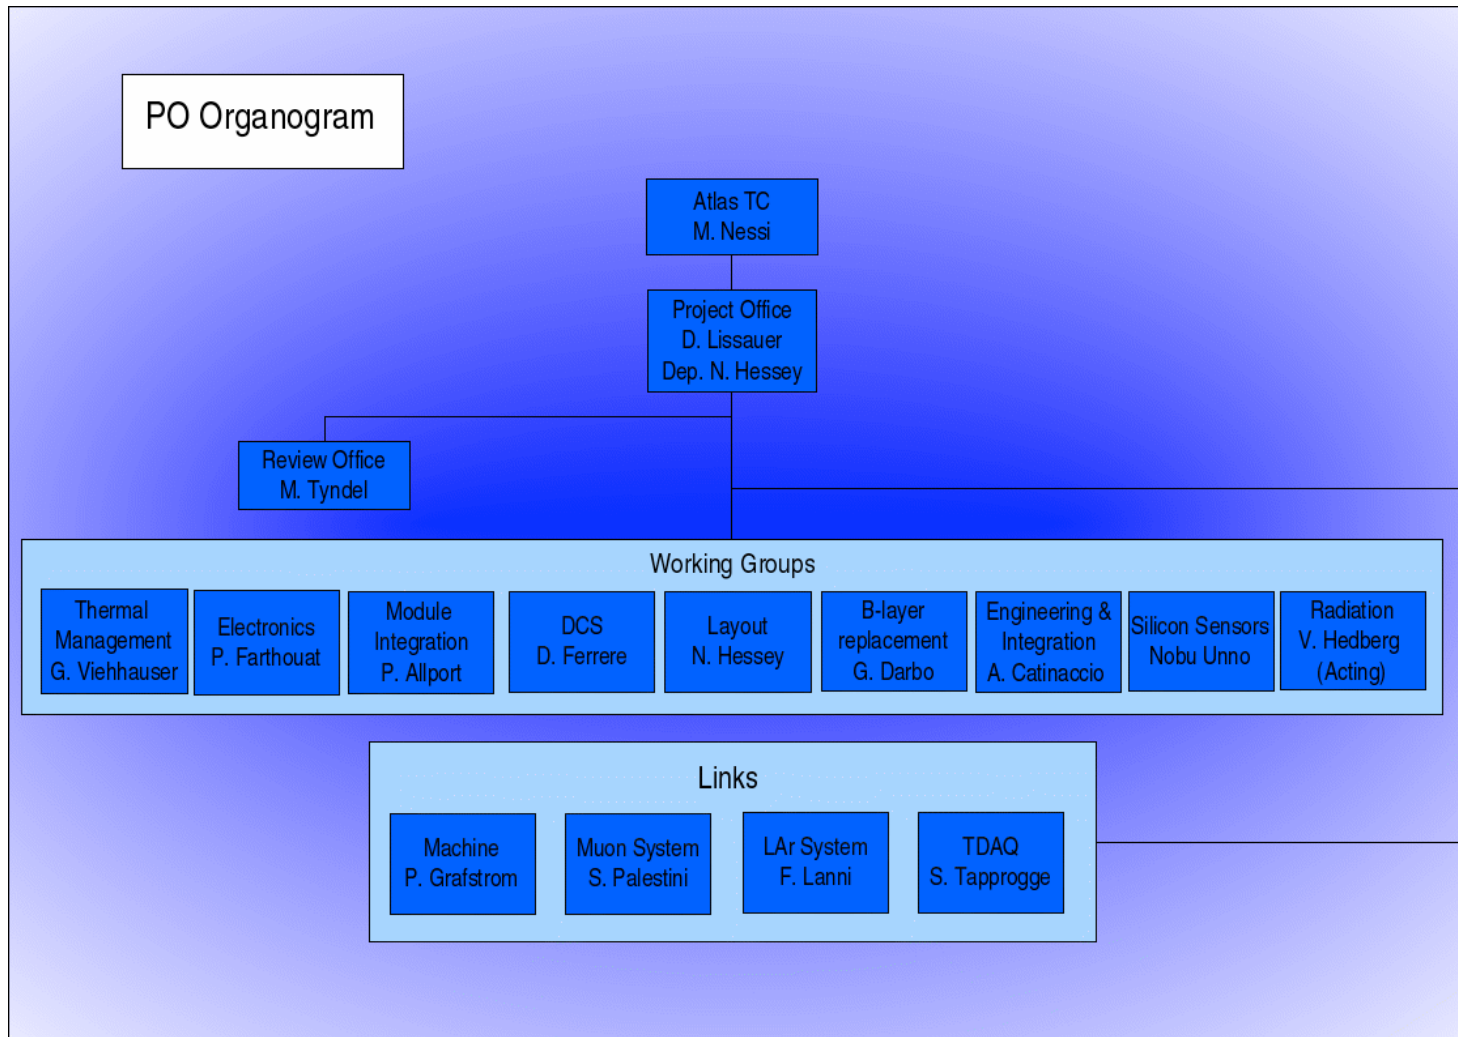 PO Organogram
Atlas TC
M. Nessi
Project Office
D. Lissauer
Dep. N. Hessey
Review Office
M. Tyndel
Working Groups
Thermal
Management
G. Viehhauser
Electronics
P. Farthouat
Module
Integration
P. Allport
DCS
D. Ferrere
Layout
N. Hessey
B-layer
replacement
G. Darbo
Engineering &
Integration
A. Catinaccio
Silicon Sensors
Nobu Unno
Radiation
V. Hedberg
(Acting)
Links
Machine
P. Grafstrom
Muon System
S. Palestini
LAr System
F. Lanni
TDAQ
S. Tapprogge